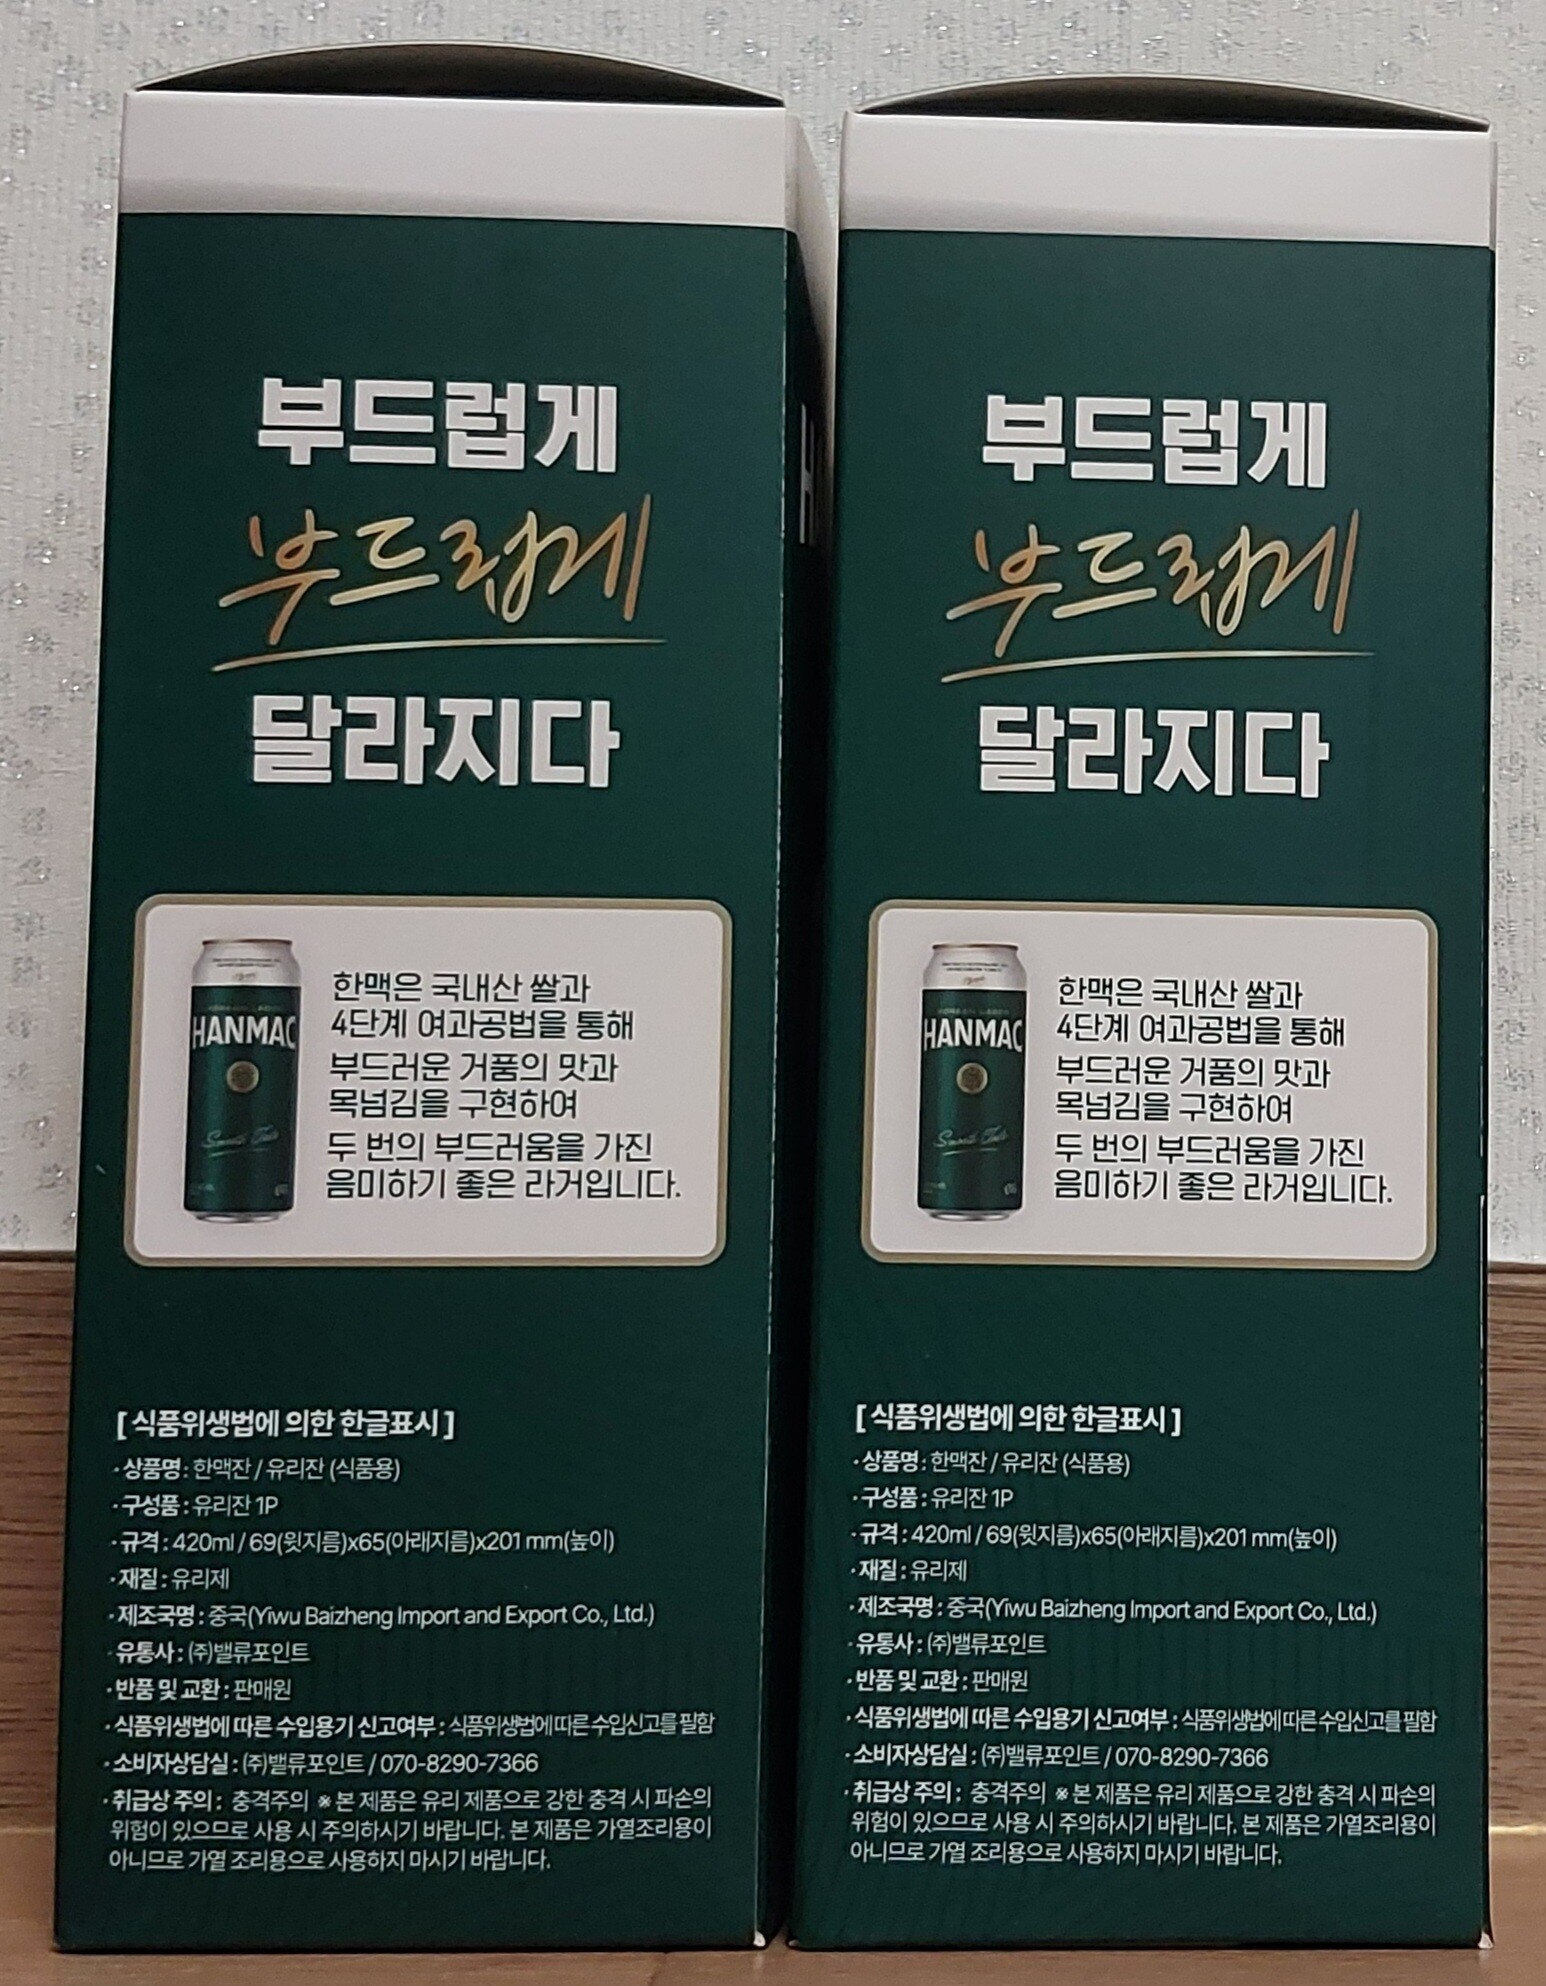 부드럽게
부드럽게
달라지다
HANMAC
한맥은 국내산 쌀과
4단계 여과공법을 통해
부드러운 거품의 맛과
목넘김을 구현하여
두 번의 부드러움을 가진
음미하기 좋은 라거입니다.
[ 식품위생법에 의한 한글표시 ]
· 상품명 : 한맥잔 / 유리잔 (식품용)
· 구성품 : 유리잔 1P
· 규격 : 420ml / 69(윗지름)x65(아래지름)x201 mm(높이)
· 재질 : 유리제
· 제조국명 : 중국(Yiwu Baizheng Import and Export Co., Ltd.)
· 유통사 : (주)밸류포인트
· 반품 및 교환 : 판매원
· 식품위생법에 따른 수입용기 신고여부 : 식품위생법에 따른 수입신고를 필함
· 소비자상담실 : (주)밸류포인트 / 070-8290-7366
· 취급상 주의 : 충격주의 ※ 본 제품은 유리 제품으로 강한 충격 시 파손의
위험이 있으므로 사용 시 주의하시기 바랍니다. 본 제품은 가열조리용이
아니므로 가열 조리용으로 사용하지 마시기 바랍니다.
부드럽게
부드럽게
달라지다
HANMAC
한맥은 국내산 쌀과
4단계 여과공법을 통해
부드러운 거품의 맛과
목넘김을 구현하여
두 번의 부드러움을 가진
음미하기 좋은 라거입니다.
[ 식품위생법에 의한 한글표시 ]
· 상품명 : 한맥잔 / 유리잔 (식품용)
· 구성품 : 유리잔 1P
· 규격 : 420ml / 69(윗지름)x65(아래지름)x201 mm(높이)
· 재질 : 유리제
· 제조국명 : 중국(Yiwu Baizheng Import and Export Co., Ltd.)
· 유통사 : (주)밸류포인트
· 반품 및 교환 : 판매원
· 식품위생법에 따른 수입용기 신고여부 : 식품위생법에 따른 수입신고를 필함
· 소비자상담실 : (주)밸류포인트 / 070-8290-7366
· 취급상 주의 : 충격주의 ※ 본 제품은 유리 제품으로 강한 충격 시 파손의
위험이 있으므로 사용 시 주의하시기 바랍니다. 본 제품은 가열조리용이
아니므로 가열 조리용으로 사용하지 마시기 바랍니다.